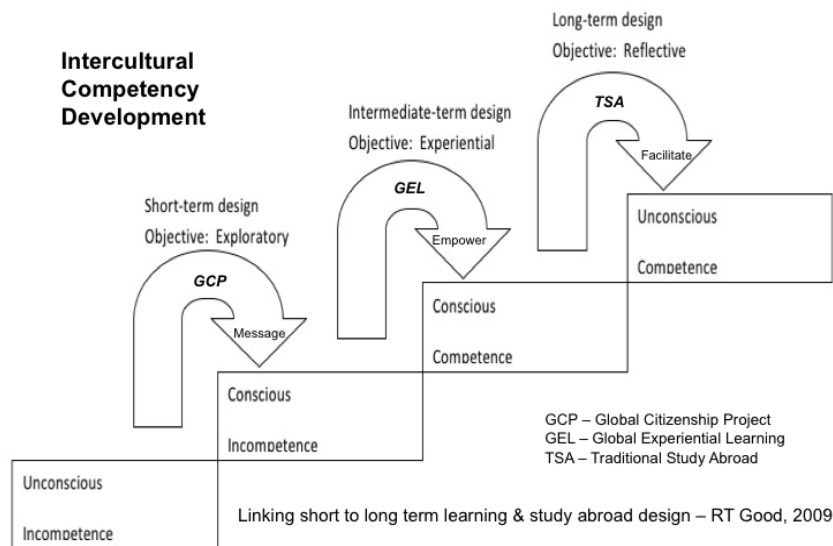 Intercultural
Competency
Development
Long-term design
Objective: Reflective
TSA
Facilitate
Intermediate-term design
Objective: Experiential
GEL
Empower
Short-term design
Objective: Exploratory
GCP
Message
Unconscious
Competence
Conscious
Competence
Conscious
Incompetence
Unconscious
Incompetence
GCP – Global Citizenship Project
GEL – Global Experiential Learning
TSA – Traditional Study Abroad
Linking short to long term learning & study abroad design – RT Good, 2009